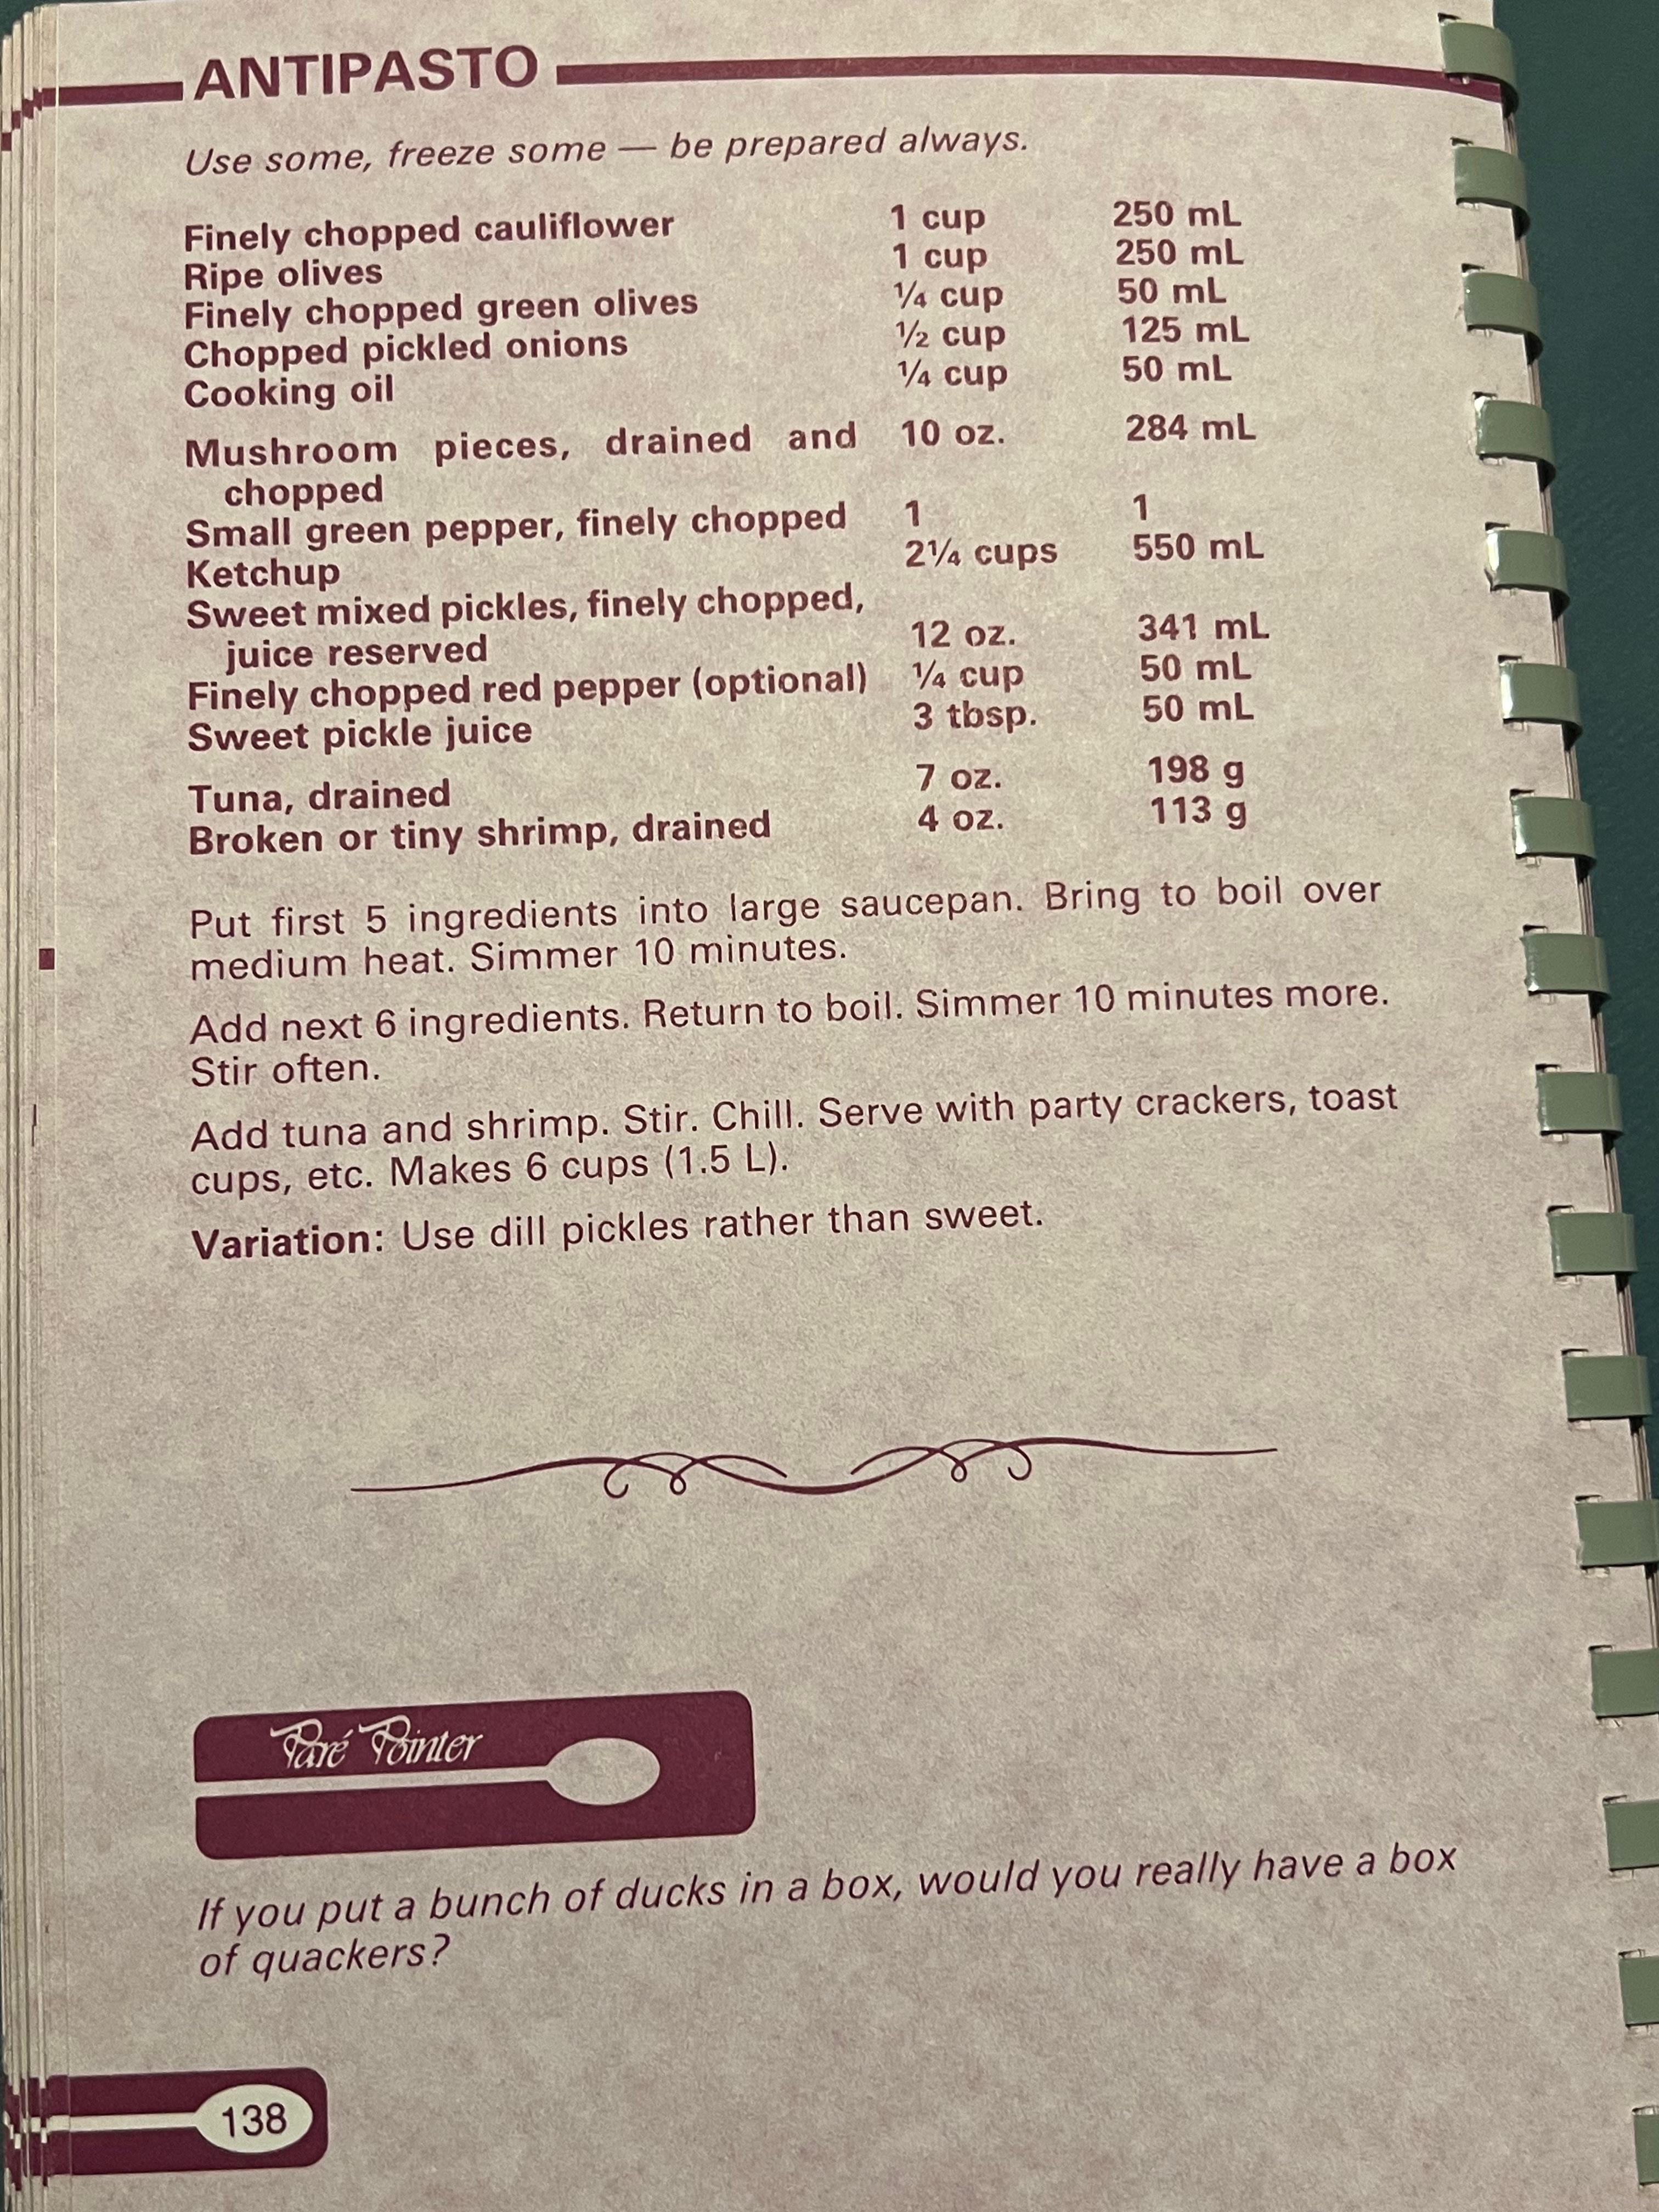 ANTIPASTO
Use some, freeze some — be prepared always.
Finely chopped cauliflower 1 cup 250 mL
Ripe olives 1 cup 250 mL
Finely chopped green olives ¼ cup 50 mL
Chopped pickled onions ½ cup 125 mL
Cooking oil ¼ cup 50 mL
Mushroom pieces, drained and 10 oz. 284 mL
chopped
Small green pepper, finely chopped 1 1
Ketchup 2¼ cups 550 mL
Sweet mixed pickles, finely chopped,
juice reserved 12 oz. 341 mL
Finely chopped red pepper (optional) ¼ cup 50 mL
Sweet pickle juice 3 tbsp. 50 mL
Tuna, drained 7 oz. 198 g
Broken or tiny shrimp, drained 4 oz. 113 g
Put first 5 ingredients into large saucepan. Bring to boil over
medium heat. Simmer 10 minutes.
Add next 6 ingredients. Return to boil. Simmer 10 minutes more.
Stir often.
Add tuna and shrimp. Stir. Chill. Serve with party crackers, toast
cups, etc. Makes 6 cups (1.5 L).
Variation: Use dill pickles rather than sweet.
Paré Pointer
If you put a bunch of ducks in a box, would you really have a box
of quackers?
138